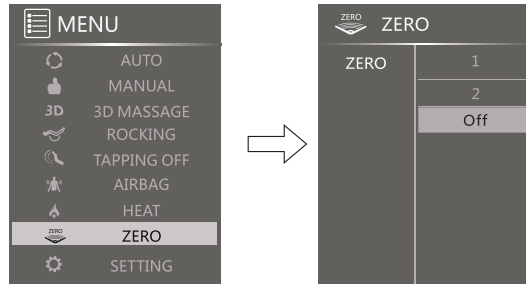 MENU
AUTO
MANUAL
3D 3D MASSAGE
ROCKING
TAPPING OFF
AIRBAG
HEAT
ZERO ZERO
SETTING
ZERO ZERO
ZERO 1
2
Off